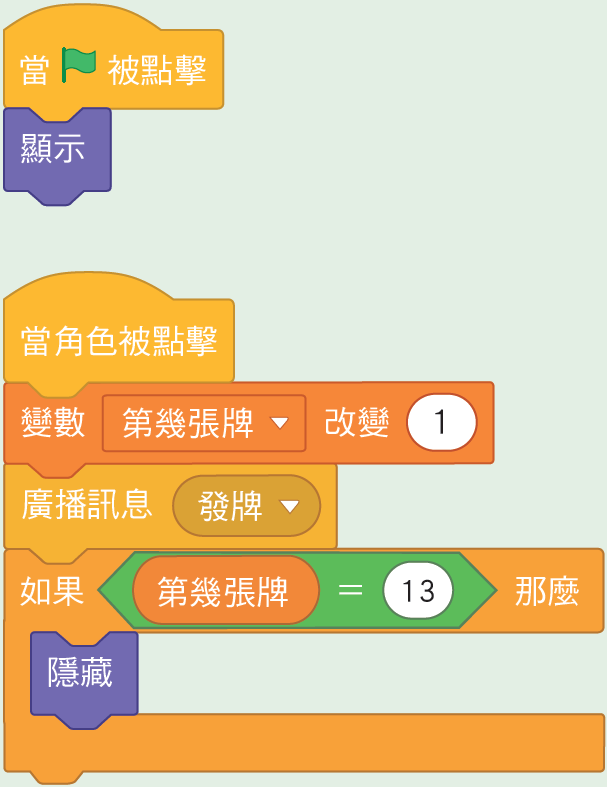 當 被點擊
顯示
當角色被點擊
變數 第幾張牌 改變 1
廣播訊息 發牌
如果 第幾張牌 = 13 那麼
隱藏